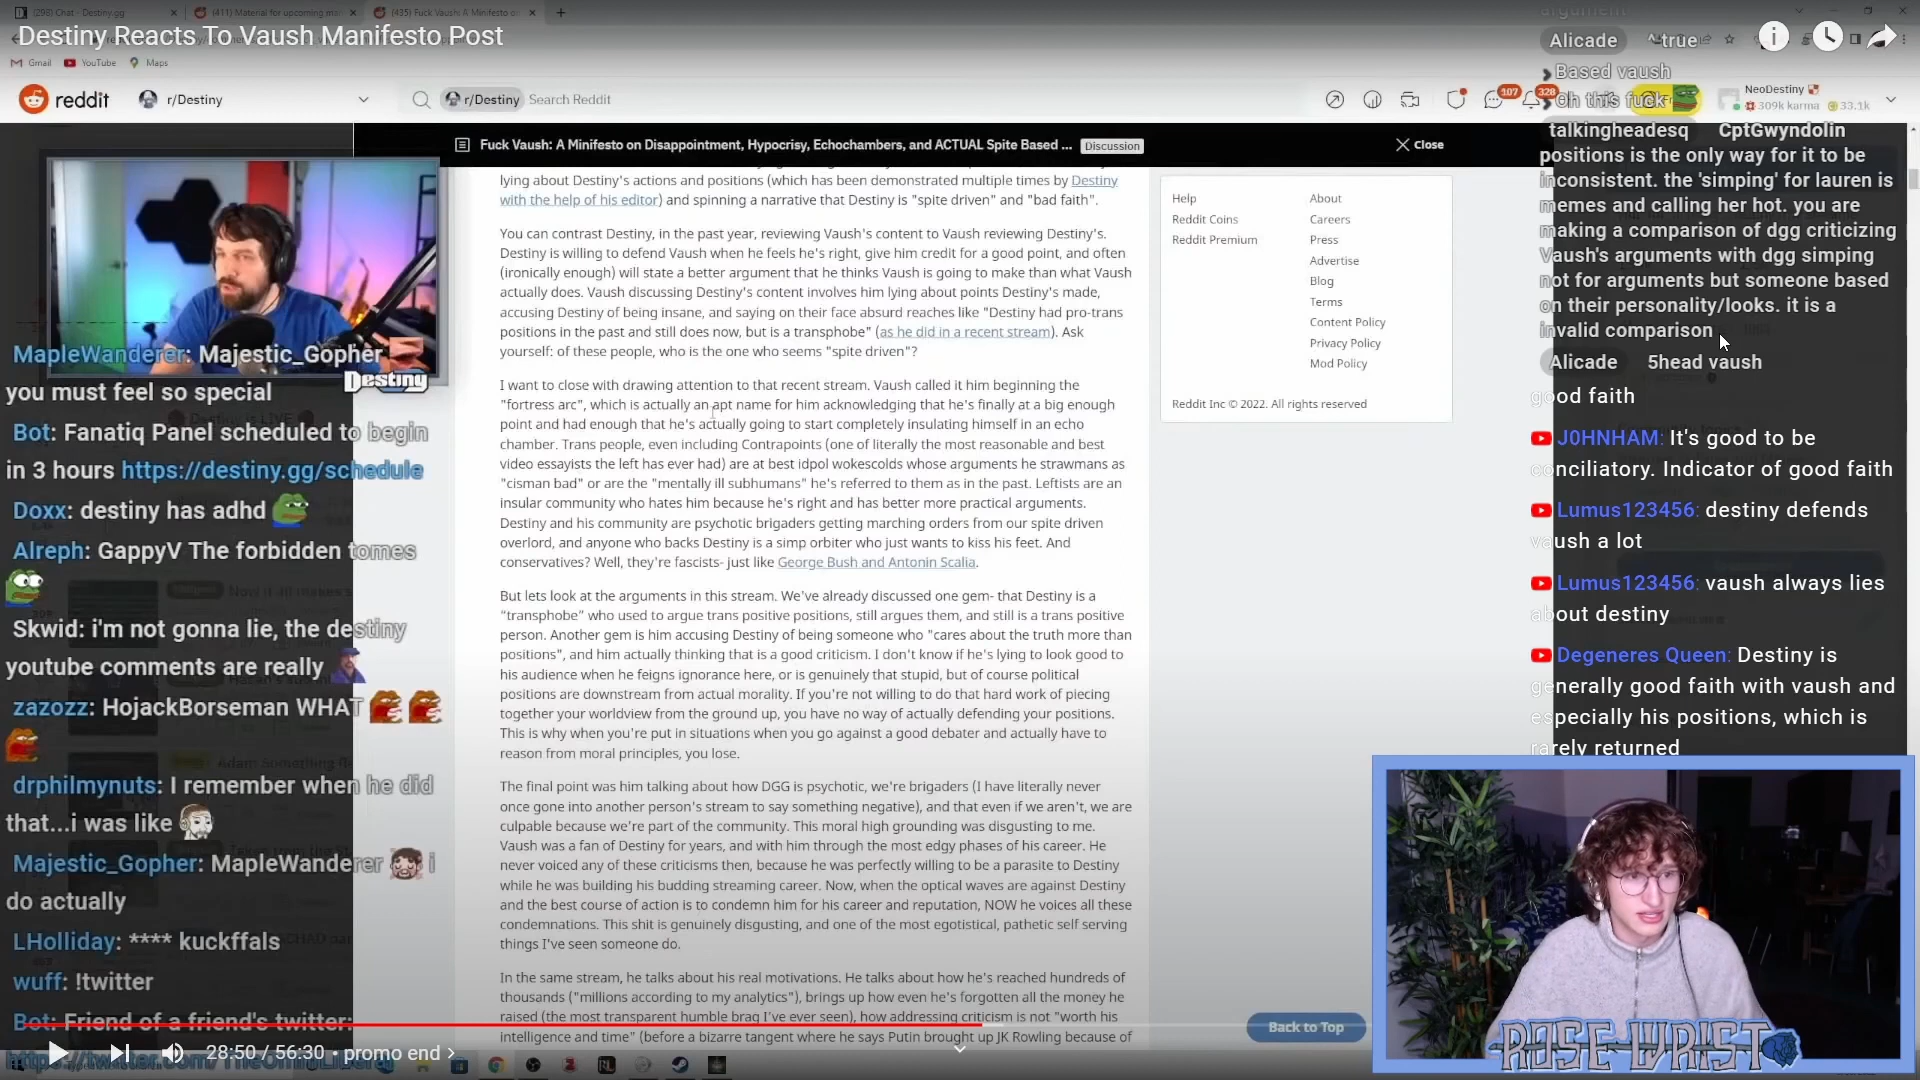 (298) Chat - Destiny.gg
(411) Material for upcoming ma
(435) Fuck Vaush: A Minifesto o
Destiny Reacts To Vaush Manifesto Post
Gmail YouTube Maps
reddit r/Destiny r/Destiny Search Reddit
107 328
NeoDestiny
309k karma 33.1k
Fuck Vaush: A Minifesto on Disappointment, Hypocrisy, Echochambers, and ACTUAL Spite Based ... Discussion
Close
lying about Destiny's actions and positions (which has been demonstrated multiple times by Destiny
with the help of his editor) and spinning a narrative that Destiny is "spite driven" and "bad faith".
You can contrast Destiny, in the past year, reviewing Vaush's content to Vaush reviewing Destiny's.
Destiny is willing to defend Vaush when he feels he's right, give him credit for a good point, and often
(ironically enough) will state a better argument that he thinks Vaush is going to make than what Vaush
actually does. Vaush discussing Destiny's content involves him lying about points Destiny's made,
accusing Destiny of being insane, and saying on their face absurd reaches like "Destiny had pro-trans
positions in the past and still does now, but is a transphobe" (as he did in a recent stream). Ask
yourself: of these people, who is the one who seems "spite driven"?
I want to close with drawing attention to that recent stream. Vaush called it him beginning the
"fortress arc", which is actually an apt name for him acknowledging that he's finally at a big enough
point and had enough that he's actually going to start completely insulating himself in an echo
chamber. Trans people, even including Contrapoints (one of literally the most reasonable and best
video essayists the left has ever had) are at best idpol wokescolds whose arguments he strawmans as
"cisman bad" or are the "mentally ill subhumans" he's referred to them as in the past. Leftists are an
insular community who hates him because he's right and has better more practical arguments.
Destiny and his community are psychotic brigaders getting marching orders from our spite driven
overlord, and anyone who backs Destiny is a simp orbiter who just wants to kiss his feet. And
conservatives? Well, they're fascists- just like George Bush and Antonin Scalia.
But lets look at the arguments in this stream. We've already discussed one gem- that Destiny is a
"transphobe" who used to argue trans positive positions, still argues them, and still is a trans positive
person. Another gem is him accusing Destiny of being someone who "cares about the truth more than
positions", and him actually thinking that is a good criticism. I don't know if he's lying to look good to
his audience when he feigns ignorance here, or is genuinely that stupid, but of course political
positions are downstream from actual morality. If you're not willing to do that hard work of piecing
together your worldview from the ground up, you have no way of actually defending your positions.
This is why when you're put in situations when you go against a good debater and actually have to
reason from moral principles, you lose.
The final point was him talking about how DGG is psychotic, we're brigaders (I have literally never
once gone into another person's stream to say something negative), and that even if we aren't, we are
culpable because we're part of the community. This moral high grounding was disgusting to me.
Vaush was a fan of Destiny for years, and with him through the most edgy phases of his career. He
never voiced any of these criticisms then, because he was perfectly willing to be a parasite to Destiny
while he was building his budding streaming career. Now, when the optical waves are against Destiny
and the best course of action is to condemn him for his career and reputation, NOW he voices all these
condemnations. This shit is genuinely disgusting, and one of the most egotistical, pathetic self serving
things I've seen someone do.
In the same stream, he talks about his real motivations. He talks about how he's reached hundreds of
thousands ("millions according to my analytics"), brings up how even he's forgotten all the money he
raised (the most transparent humble brag I've ever seen), how addressing criticism is not "worth his
intelligence and time" (before a bizarre tangent where he says Putin brought up JK Rowling because of
Help About
Reddit Coins Careers
Reddit Premium Press
Advertise
Blog
Terms
Content Policy
Privacy Policy
Mod Policy
Reddit Inc © 2022. All rights reserved
Back to Top
Destiny
MapleWanderer: Majestic_Gopher
you must feel so special
Bot: Fanatiq Panel scheduled to begin
in 3 hours https://destiny.gg/schedule
Doxx: destiny has adhd
Alreph: GappyV The forbidden tomes
Skwid: i'm not gonna lie, the destiny
youtube comments are really
zazozz: HojackBorseman WHAT
drphilmynuts: I remember when he did
that...i was like
Majestic_Gopher: MapleWanderer i
do actually
LHolliday: **** kuckffals
wuff: !twitter
Bot: Friend of a friend's twitter:
28:50 / 56:30 • promo end
argument
Alicade ^ true
Based vaush
Oh this fuck
talkingheadesq CptGwyndolin
positions is the only way for it to be
inconsistent. the 'simping' for lauren is
memes and calling her hot. you are
making a comparison of dgg criticizing
Vaush's arguments with dgg simping
not for arguments but someone based
on their personality/looks. it is a
invalid comparison
Alicade 5head vaush
good faith
J0HNHAM: It's good to be
conciliatory. Indicator of good faith
Lumus123456: destiny defends
vaush a lot
Lumus123456: vaush always lies
about destiny
Degeneres Queen: Destiny is
generally good faith with vaush and
especially his positions, which is
rarely returned
ROSE WRIST